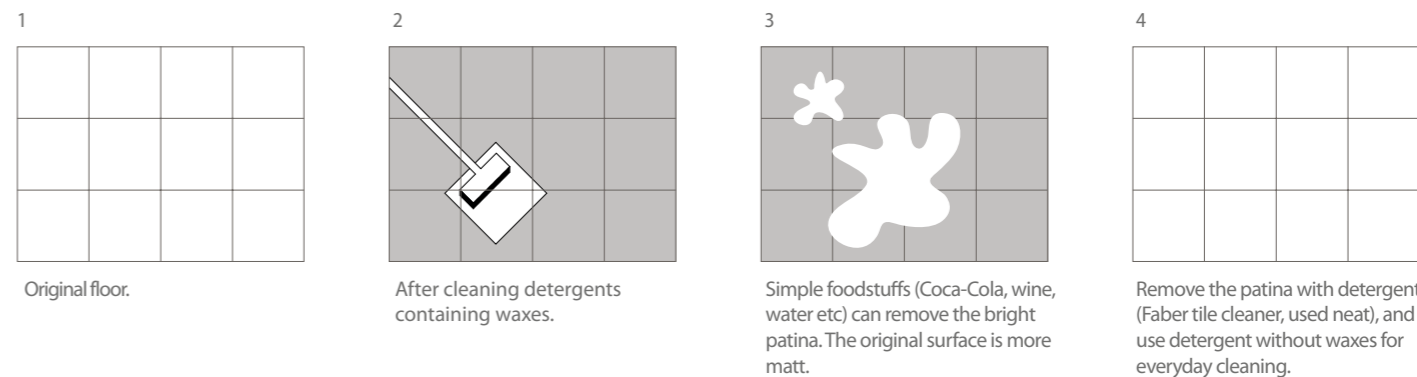 1
2
3
4
Original floor.
After cleaning detergents
containing waxes.
Simple foodstuffs (Coca-Cola, wine,
water etc) can remove the bright
patina. The original surface is more
matt.
Remove the patina with detergent
(Faber tile cleaner, used neat), and
use detergent without waxes for
everyday cleaning.